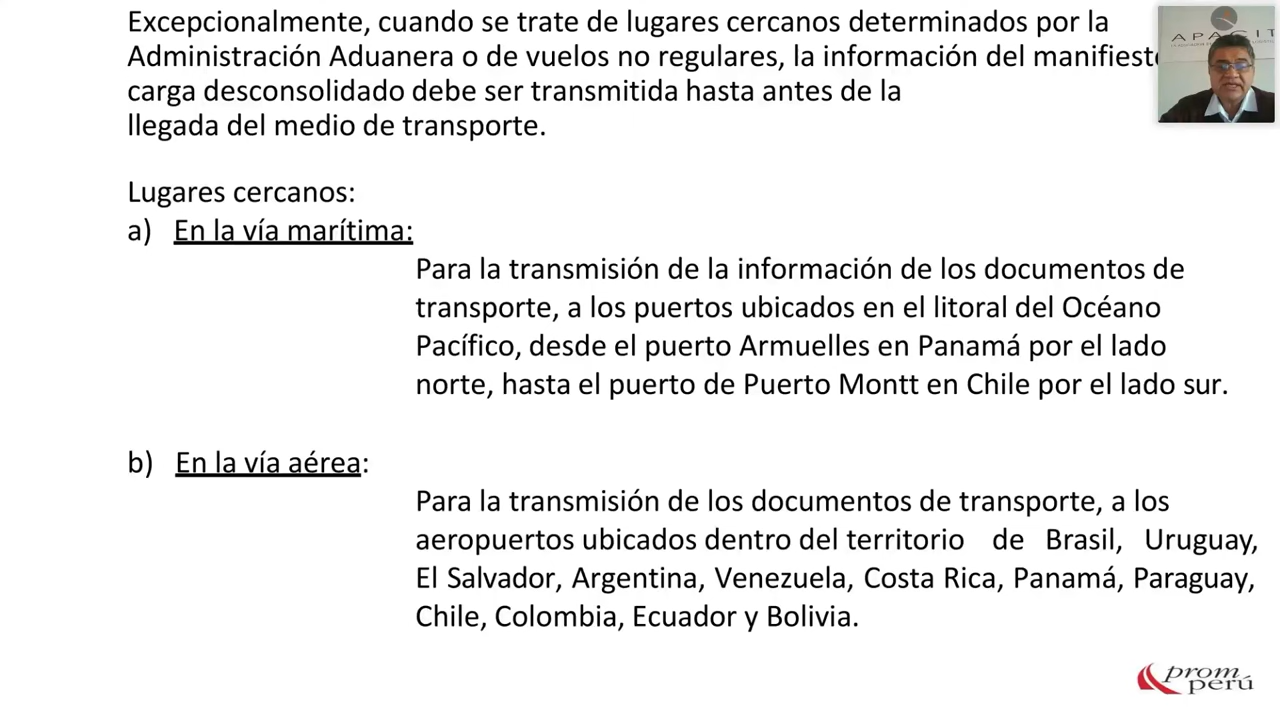 Excepcionalmente, cuando se trate de lugares cercanos determinados por la
Administración Aduanera o de vuelos no regulares, la información del manifiesto
carga desconsolidado debe ser transmitida hasta antes de la
llegada del medio de transporte.
APACIT
Lugares cercanos:
a) En la vía marítima:
Para la transmisión de la información de los documentos de
transporte, a los puertos ubicados en el litoral del Océano
Pacífico, desde el puerto Armuelles en Panamá por el lado
norte, hasta el puerto de Puerto Montt en Chile por el lado sur.
b) En la vía aérea:
Para la transmisión de los documentos de transporte, a los
aeropuertos ubicados dentro del territorio de Brasil, Uruguay,
El Salvador, Argentina, Venezuela, Costa Rica, Panamá, Paraguay,
Chile, Colombia, Ecuador y Bolivia.
prom
perú